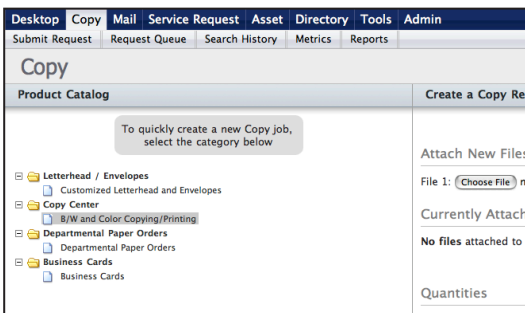 Desktop Copy Mail Service Request Asset Directory Tools Admin
Submit Request Request Queue Search History Metrics Reports
Copy
Product Catalog
Create a Copy Re
To quickly create a new Copy job,
select the category below
Attach New Files
Letterhead / Envelopes
File 1: Choose File n
Customized Letterhead and Envelopes
Copy Center
Currently Attach
B/W and Color Copying/Printing
Departmental Paper Orders
No files attached to
Departmental Paper Orders
Business Cards
Business Cards
Quantities